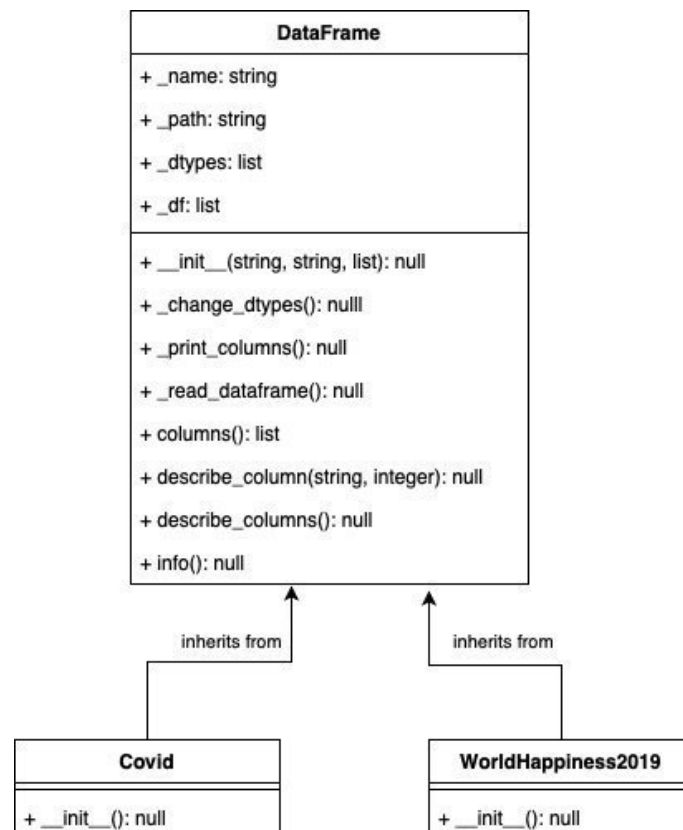 DataFrame
+ _name: string
+ _path: string
+ _dtypes: list
+ _df: list
+ __init__(string, string, list): null
+ _change_dtypes(): nulll
+ _print_columns(): null
+ _read_dataframe(): null
+ columns(): list
+ describe_column(string, integer): null
+ describe_columns(): null
+ info(): null
inherits from
inherits from
Covid
WorldHappiness2019
+ __init__(): null
+ __init__(): null